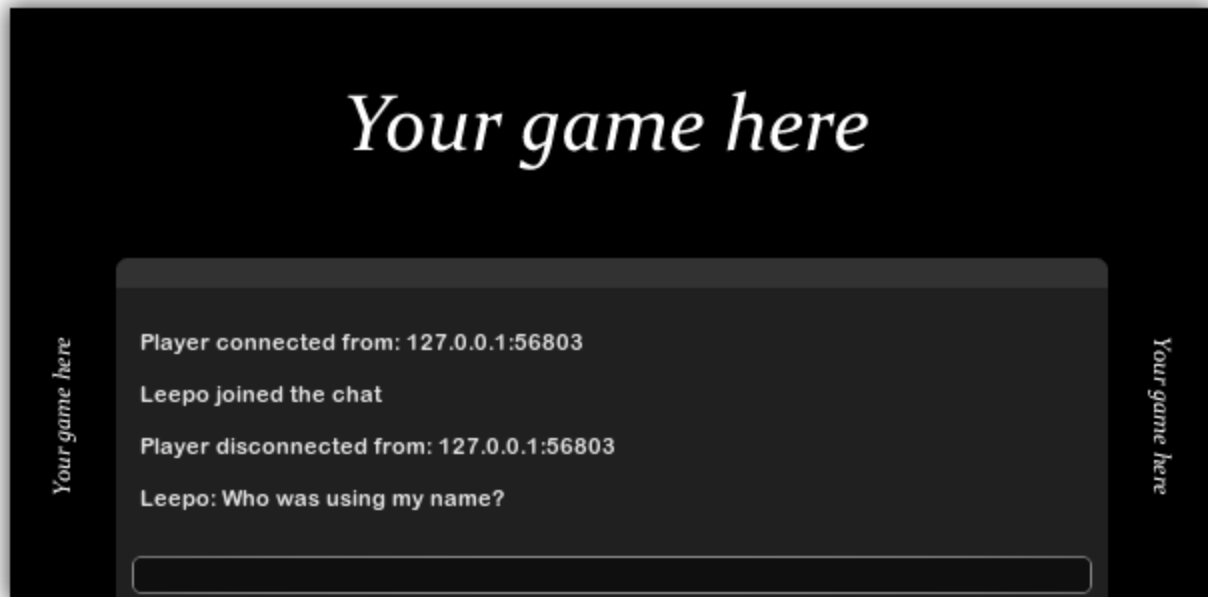 Your game here
Player connected from: 127.0.0.1:56803
Leepo joined the chat
Player disconnected from: 127.0.0.1:56803
Leepo: Who was using my name?
Your game here
Your game here